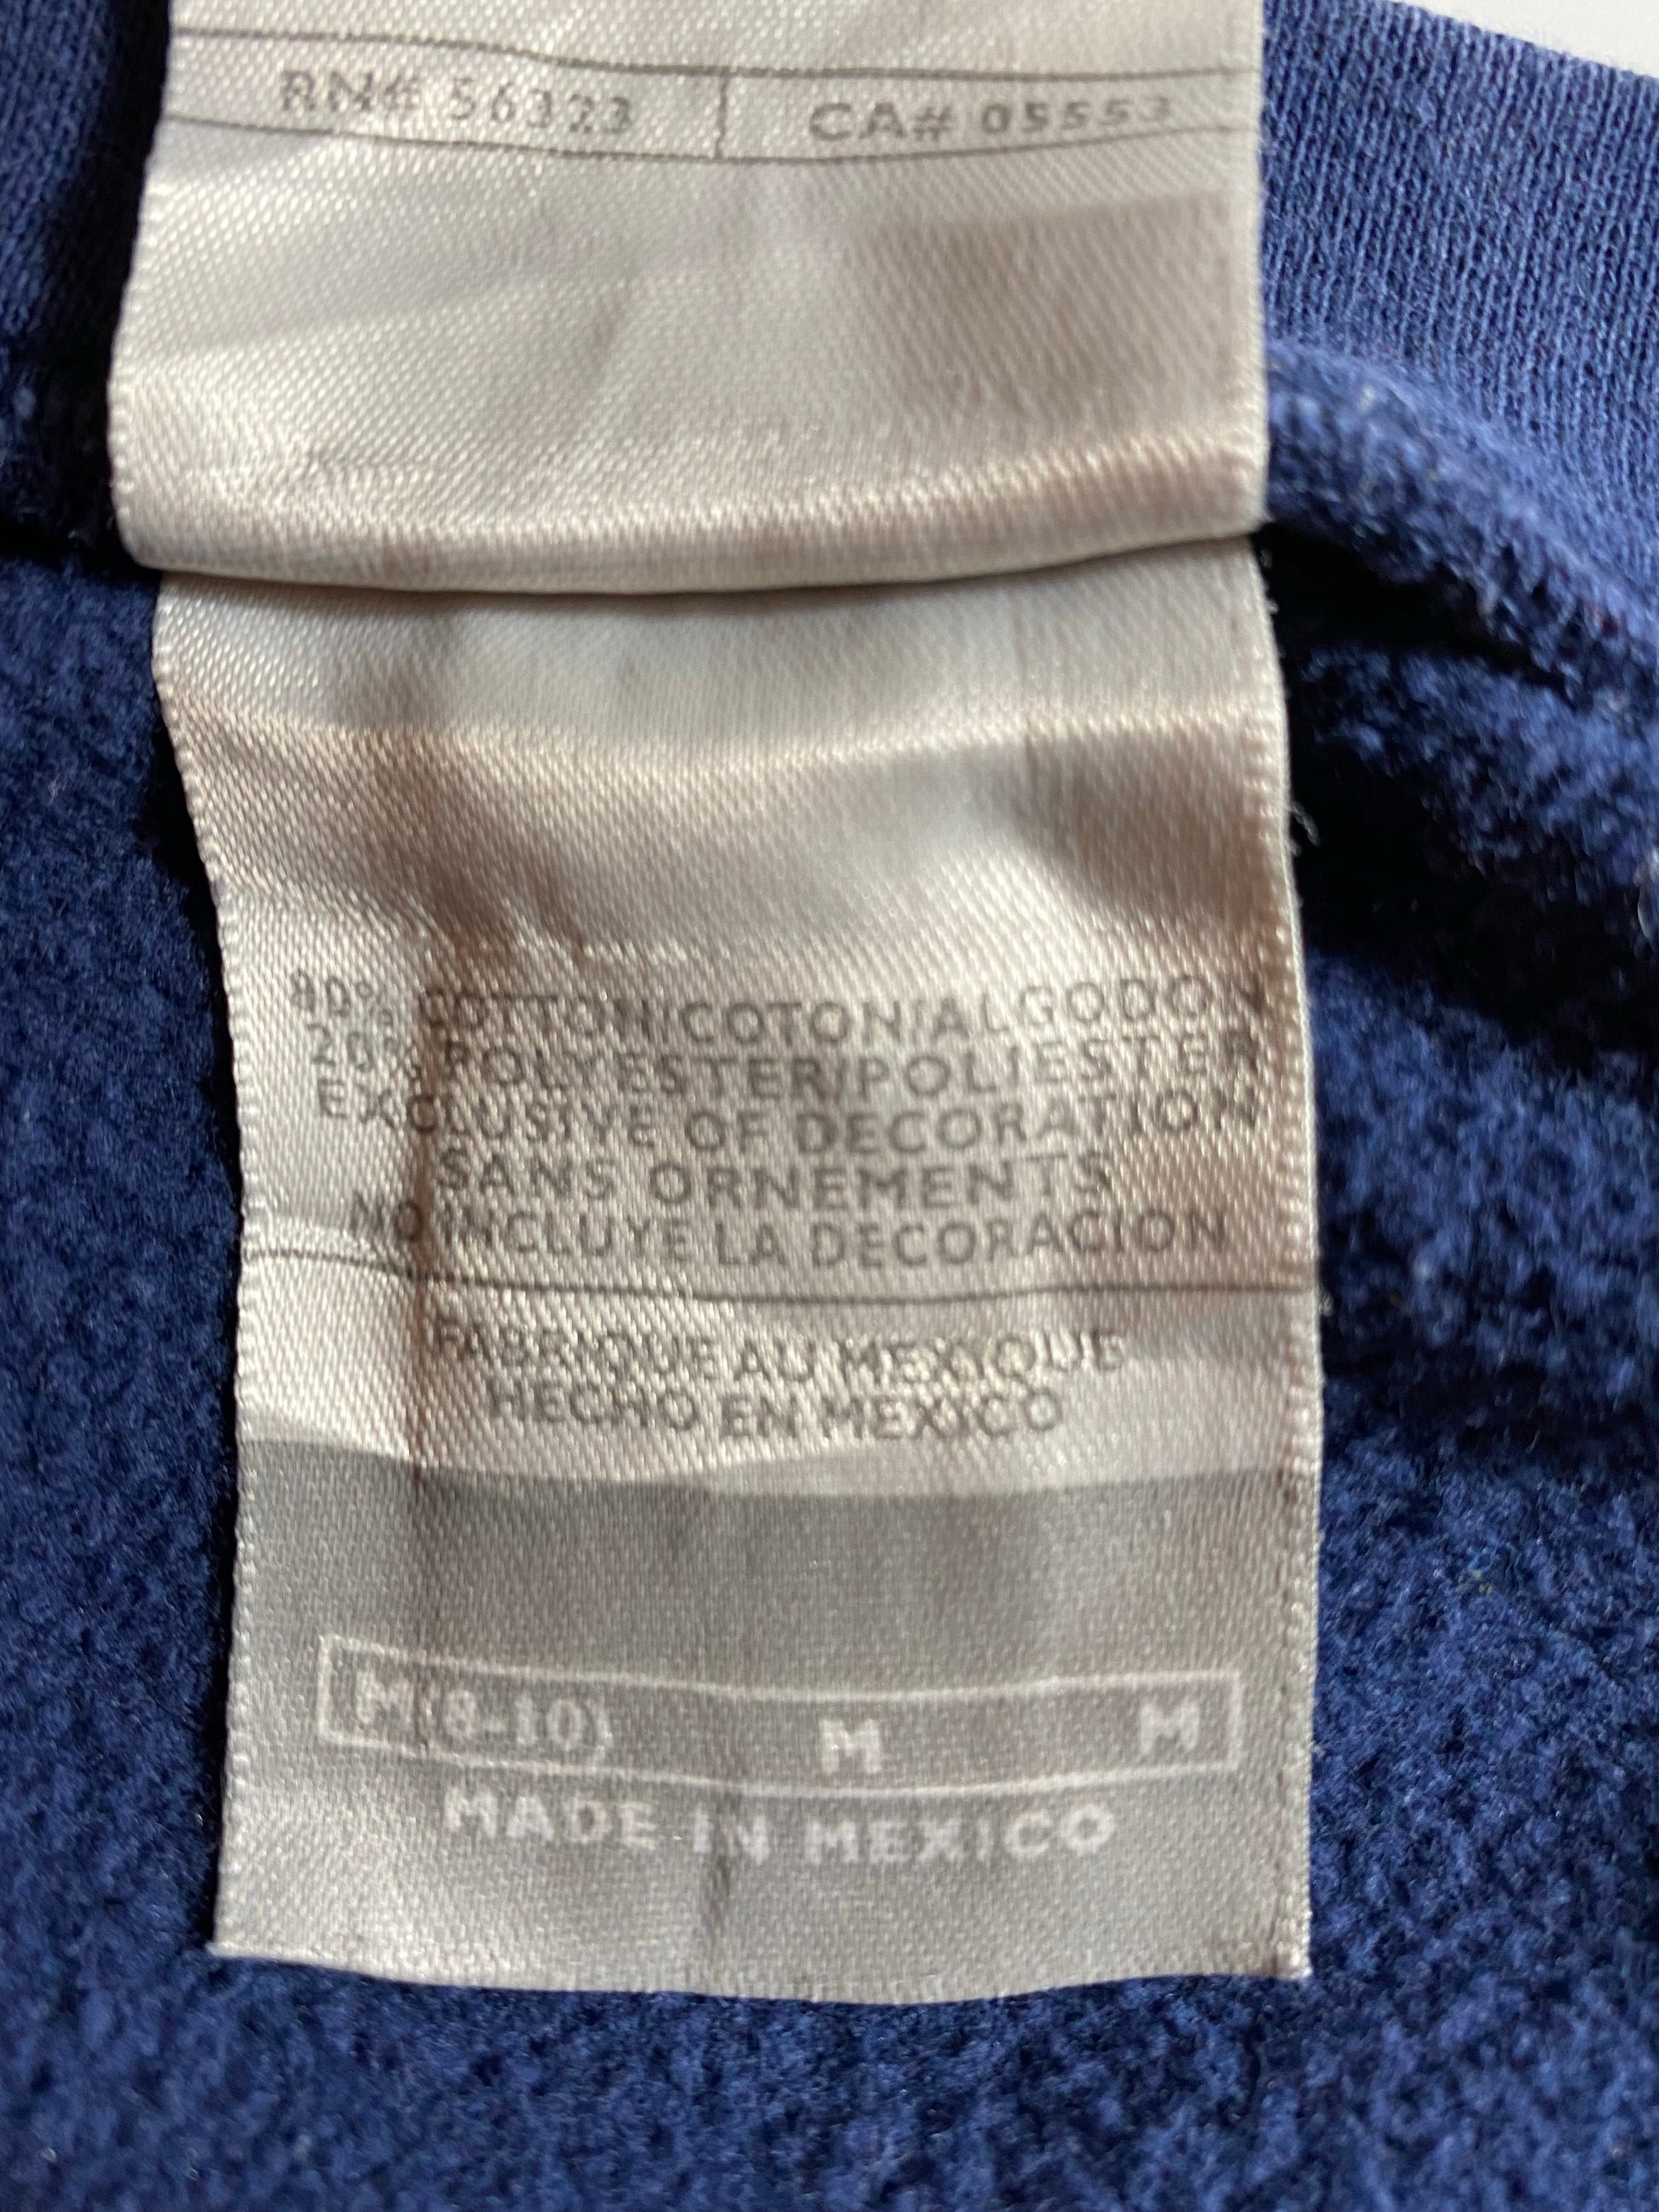 RN# 56323 CA# 05553
80% COTTON/COTON/ALGODON
20% POLYESTER/POLIESTER
EXCLUSIVE OF DECORATION
SANS ORNEMENTS
NO INCLUYE LA DECORACION
FABRIQUE AU MEXIQUE
HECHO EN MEXICO
M(8-10) M M
MADE IN MEXICO